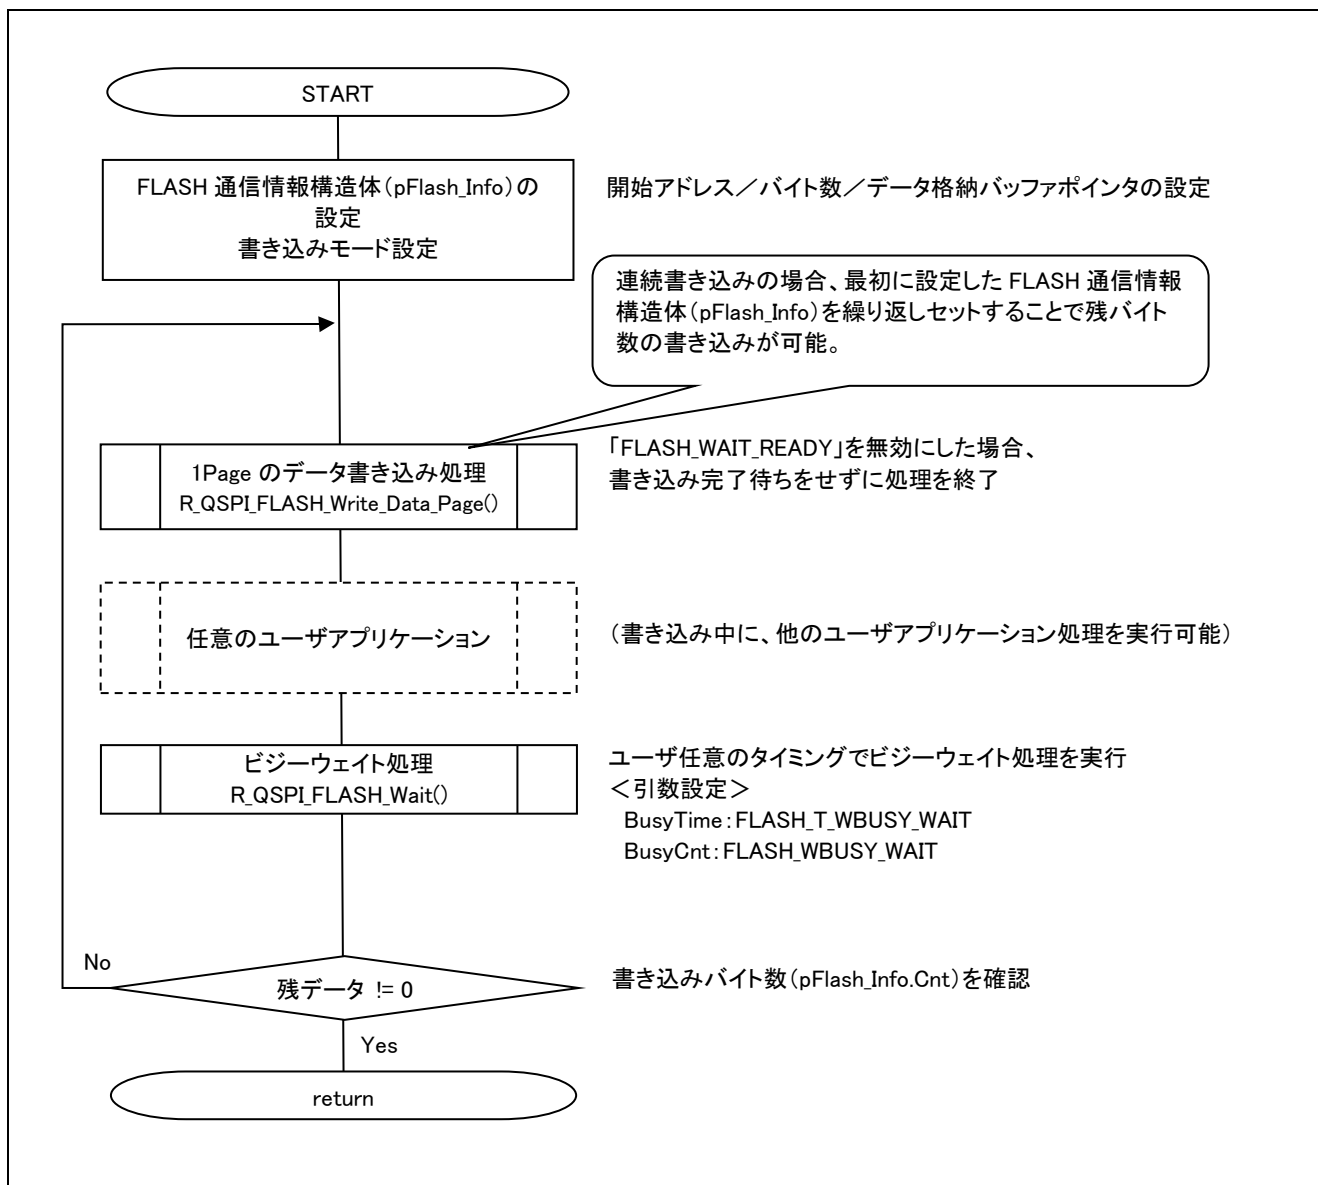 START
FLASH 通信情報構造体(pFlash_Info)の
設定
書き込みモード設定
開始アドレス／バイト数／データ格納バッファポインタの設定
連続書き込みの場合、最初に設定した FLASH 通信情報
構造体(pFlash_Info)を繰り返しセットすることで残バイト
数の書き込みが可能。
1Page のデータ書き込み処理
R_QSPI_FLASH_Write_Data_Page()
「FLASH_WAIT_READY」を無効にした場合、
書き込み完了待ちをせずに処理を終了
任意のユーザアプリケーション
(書き込み中に、他のユーザアプリケーション処理を実行可能)
ビジーウェイト処理
R_QSPI_FLASH_Wait()
ユーザ任意のタイミングでビジーウェイト処理を実行
＜引数設定＞
BusyTime：FLASH_T_WBUSY_WAIT
BusyCnt：FLASH_WBUSY_WAIT
No
残データ != 0
書き込みバイト数(pFlash_Info.Cnt)を確認
Yes
return